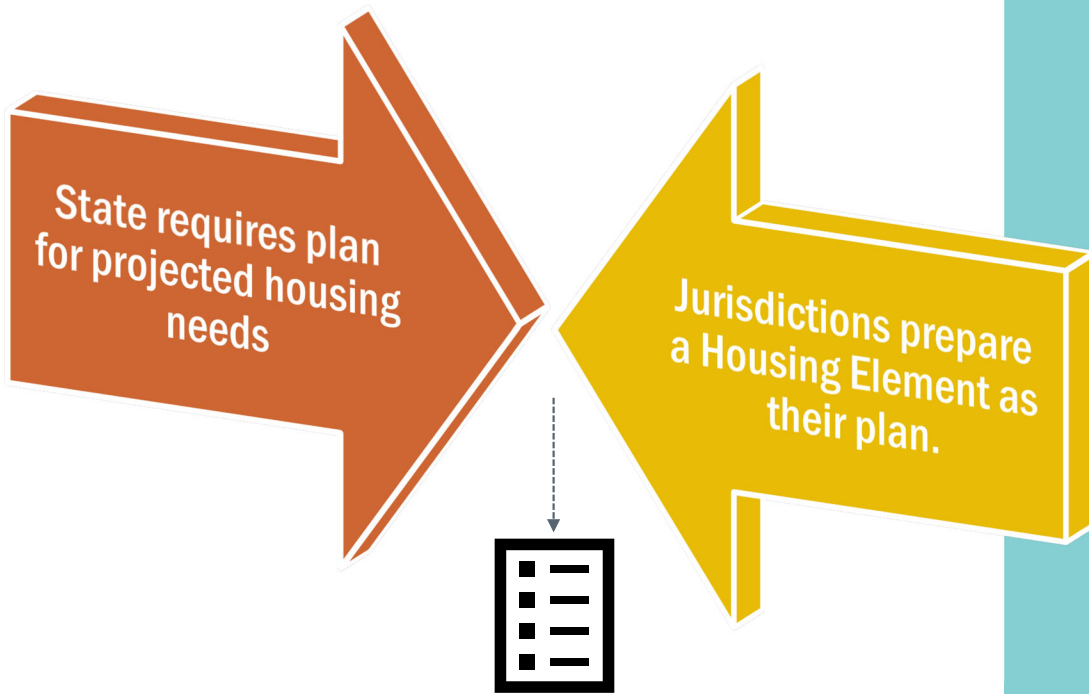 State requires plan
for projected housing
needs
Jurisdictions prepare
a Housing Element as
their plan.